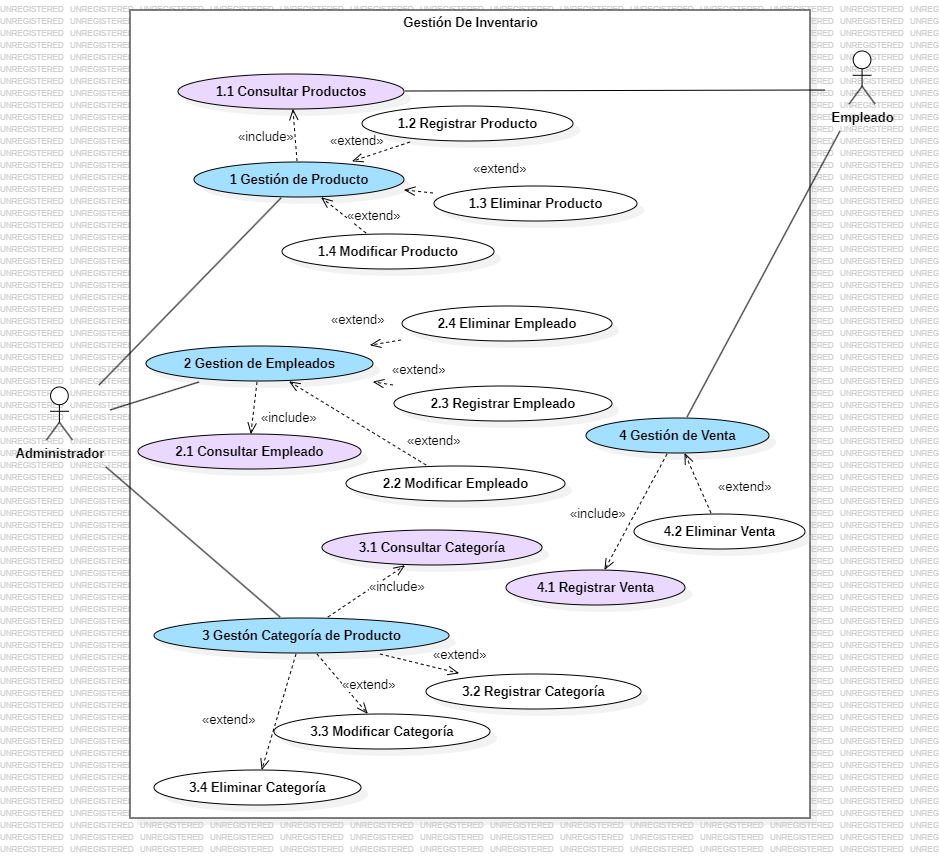 Gestión De Inventario
1.1 Consultar Productos
Empleado
1.2 Registrar Producto
«include»
«extend»
«extend»
1 Gestión de Producto
1.3 Eliminar Producto
«extend»
1.4 Modificar Producto
«extend»
2.4 Eliminar Empleado
2 Gestion de Empleados
«extend»
2.3 Registrar Empleado
«include»
4 Gestión de Venta
«extend»
Administrador
2.1 Consultar Empleado
2.2 Modificar Empleado
«extend»
«include»
4.2 Eliminar Venta
3.1 Consultar Categoría
«include»
4.1 Registrar Venta
3 Gestón Categoría de Producto
«extend»
«extend»
3.2 Registrar Categoría
«extend»
3.3 Modificar Categoría
3.4 Eliminar Categoría
UNREGISTERED